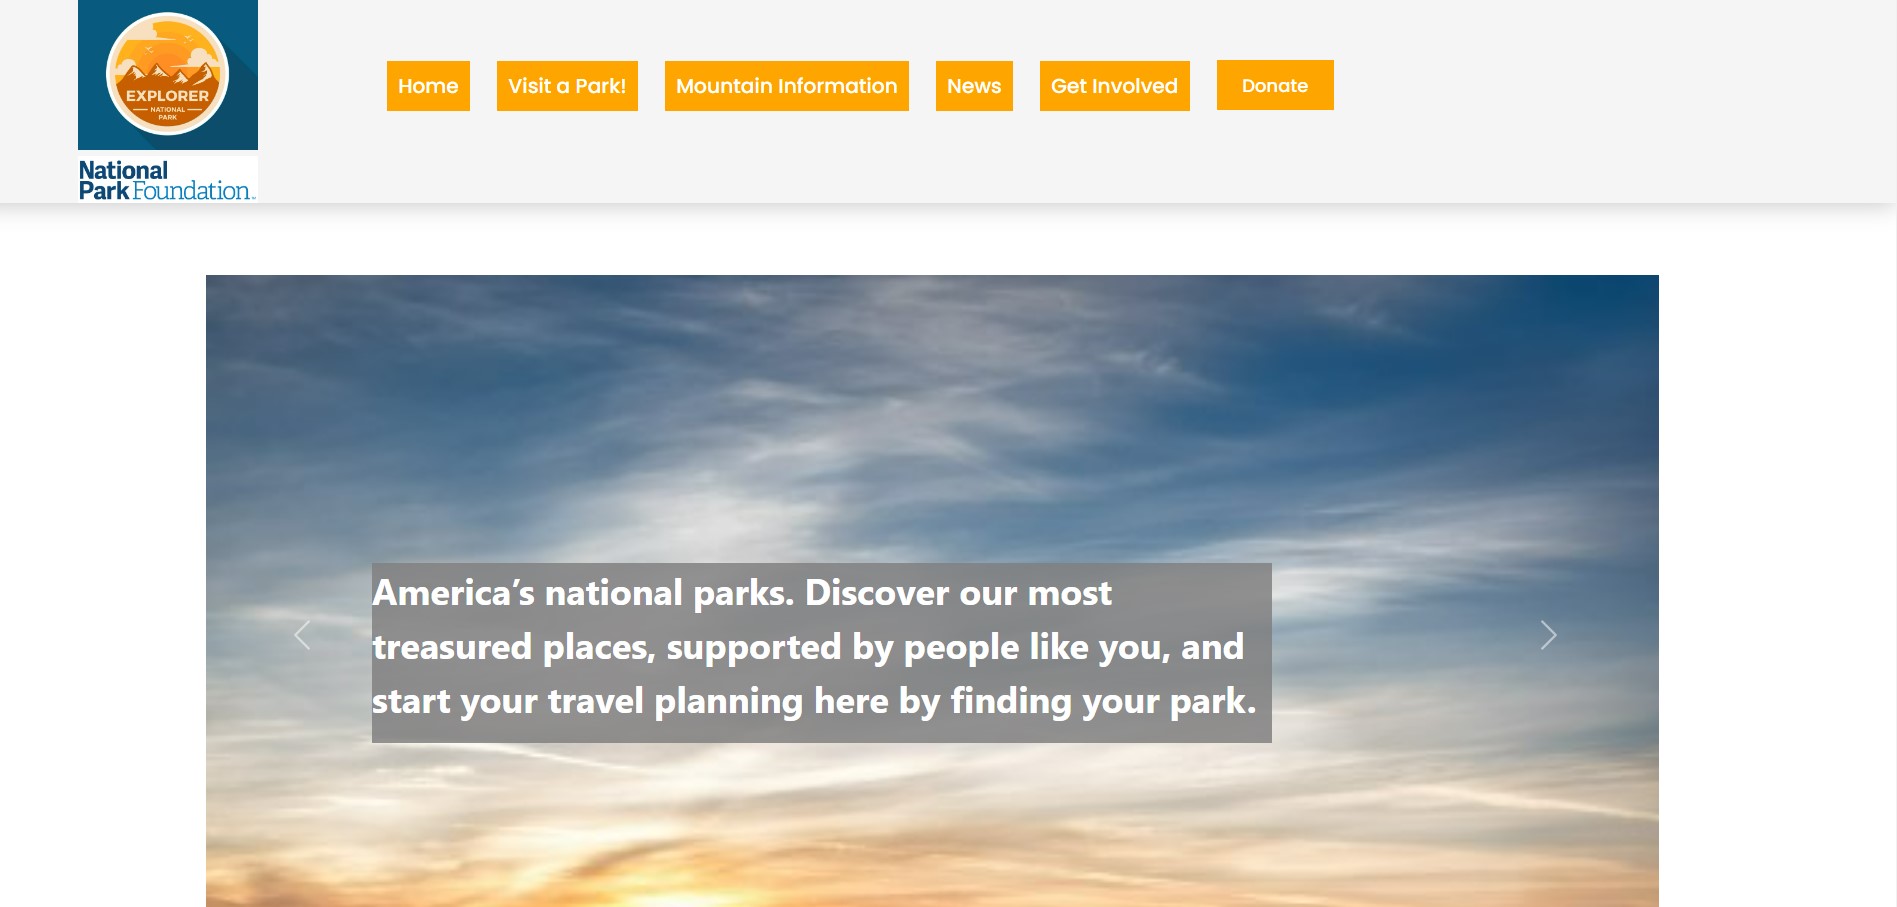 EXPLORER
NATIONAL
PARK
National
Park Foundation
Home
Visit a Park!
Mountain Information
News
Get Involved
Donate
America’s national parks. Discover our most
treasured places, supported by people like you, and
start your travel planning here by finding your park.